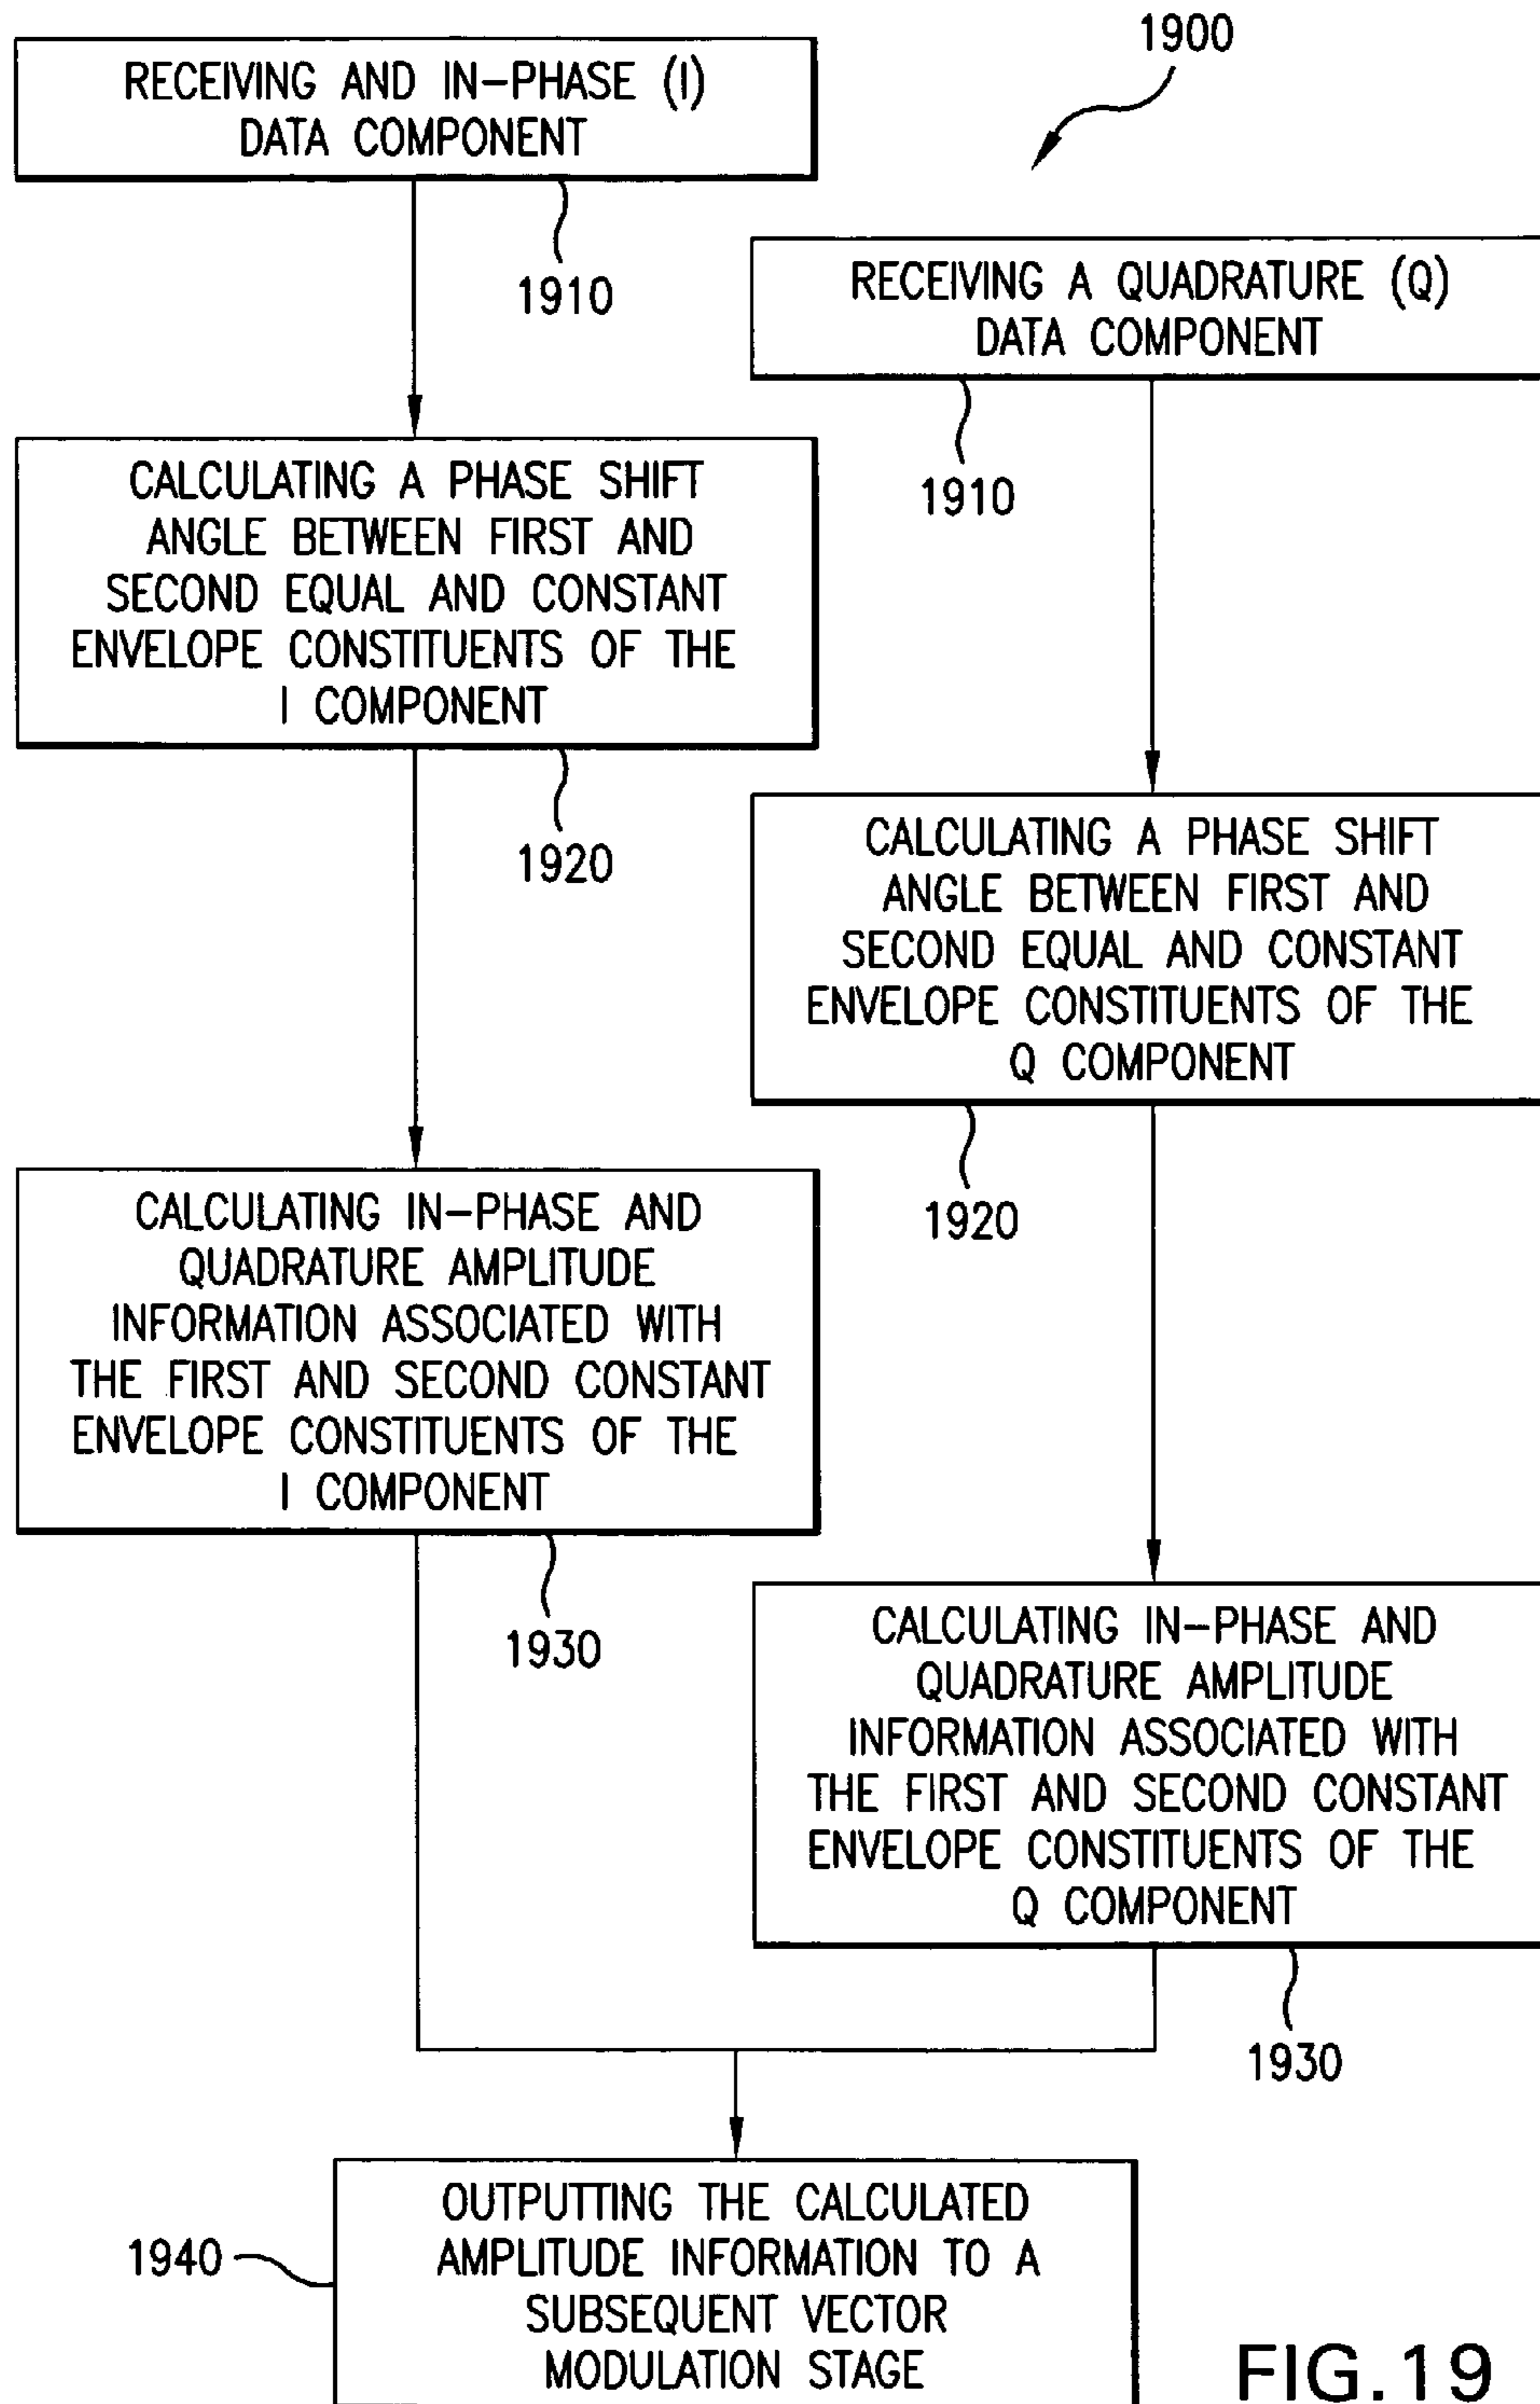 1900
RECEIVING AND IN-PHASE (I)
DATA COMPONENT
1910
RECEIVING A QUADRATURE (Q)
DATA COMPONENT
1910
CALCULATING A PHASE SHIFT
ANGLE BETWEEN FIRST AND
SECOND EQUAL AND CONSTANT
ENVELOPE CONSTITUENTS OF THE
I COMPONENT
1920
CALCULATING A PHASE SHIFT
ANGLE BETWEEN FIRST AND
SECOND EQUAL AND CONSTANT
ENVELOPE CONSTITUENTS OF THE
Q COMPONENT
1920
CALCULATING IN-PHASE AND
QUADRATURE AMPLITUDE
INFORMATION ASSOCIATED WITH
THE FIRST AND SECOND CONSTANT
ENVELOPE CONSTITUENTS OF THE
I COMPONENT
1930
CALCULATING IN-PHASE AND
QUADRATURE AMPLITUDE
INFORMATION ASSOCIATED WITH
THE FIRST AND SECOND CONSTANT
ENVELOPE CONSTITUENTS OF THE
Q COMPONENT
1930
1940
OUTPUTTING THE CALCULATED
AMPLITUDE INFORMATION TO A
SUBSEQUENT VECTOR
MODULATION STAGE
FIG.19